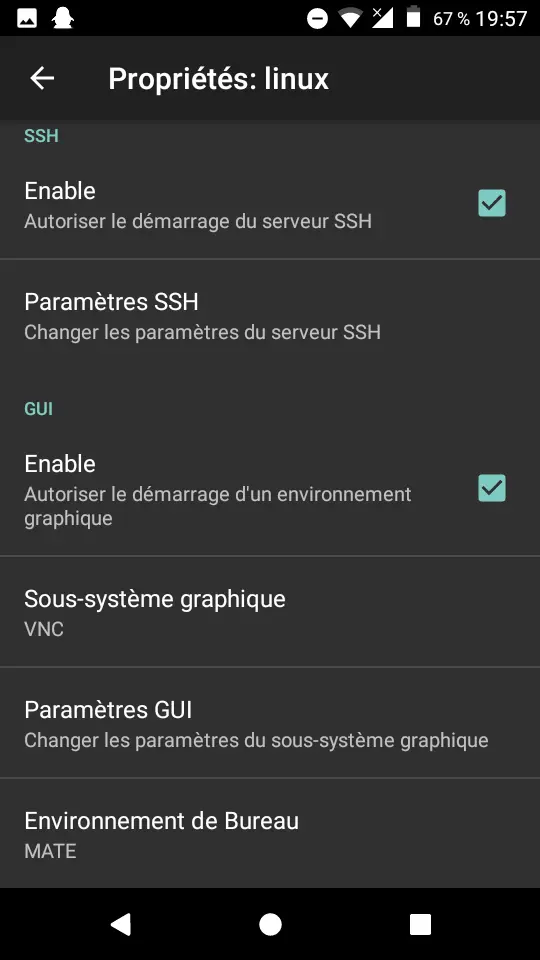 67 % 19:57
Propriétés: linux
SSH
Enable
Autoriser le démarrage du serveur SSH
Paramètres SSH
Changer les paramètres du serveur SSH
GUI
Enable
Autoriser le démarrage d'un environnement
graphique
Sous-système graphique
VNC
Paramètres GUI
Changer les paramètres du sous-système graphique
Environnement de Bureau
MATE